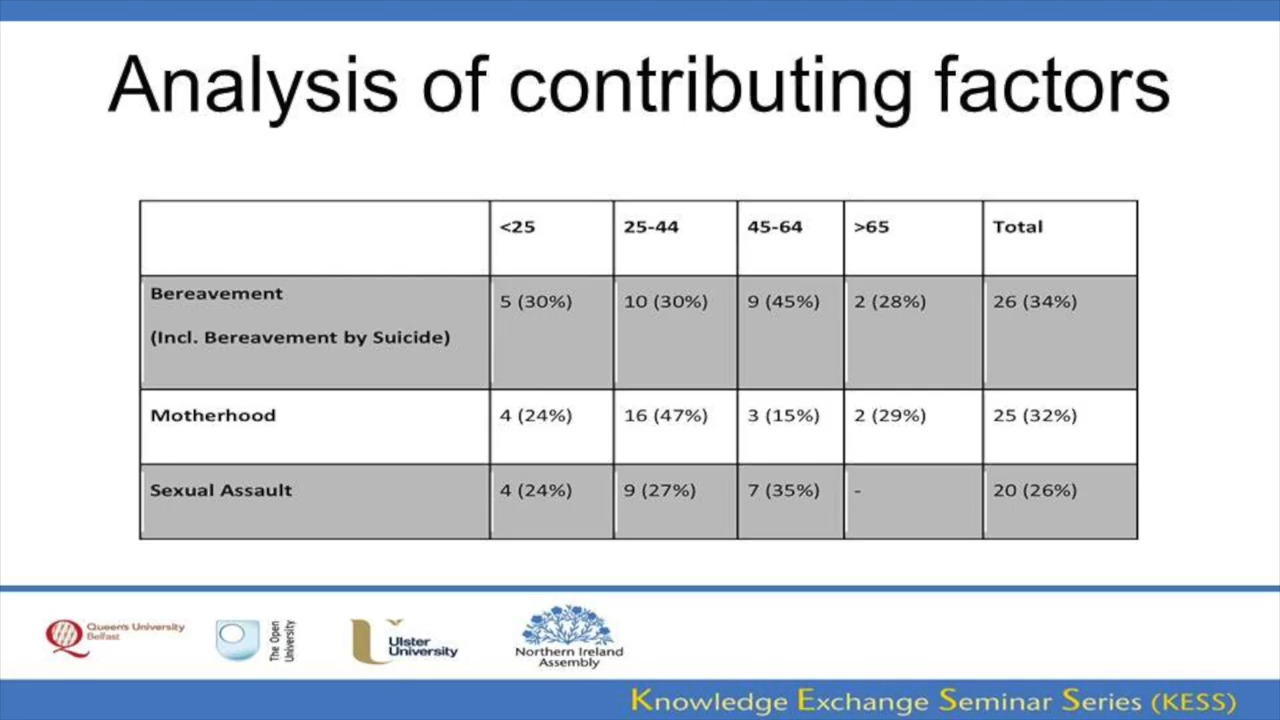 Analysis of contributing factors
<25 25-44 45-64 >65 Total
Bereavement
(Incl. Bereavement by Suicide) 5 (30%) 10 (30%) 9 (45%) 2 (28%) 26 (34%)
Motherhood 4 (24%) 16 (47%) 3 (15%) 2 (29%) 25 (32%)
Sexual Assault 4 (24%) 9 (27%) 7 (35%) - 20 (26%)
Queen's University
Belfast
The Open
University
Ulster
University
Northern Ireland
Assembly
Knowledge Exchange Seminar Series (KESS)